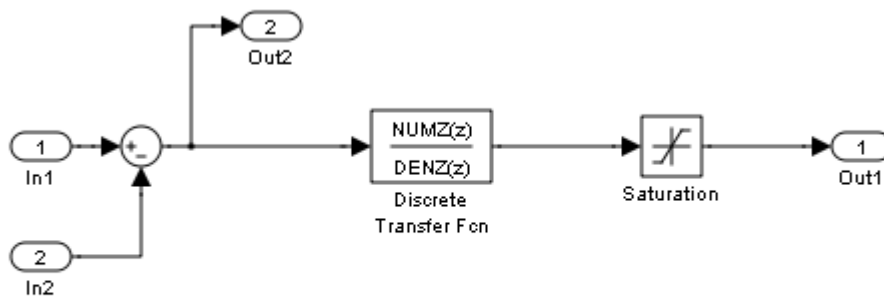 2
Out2
1
In1
+
−
NUMZ(z)
DENZ(z)
Discrete
Transfer Fcn
Saturation
1
Out1
2
In2